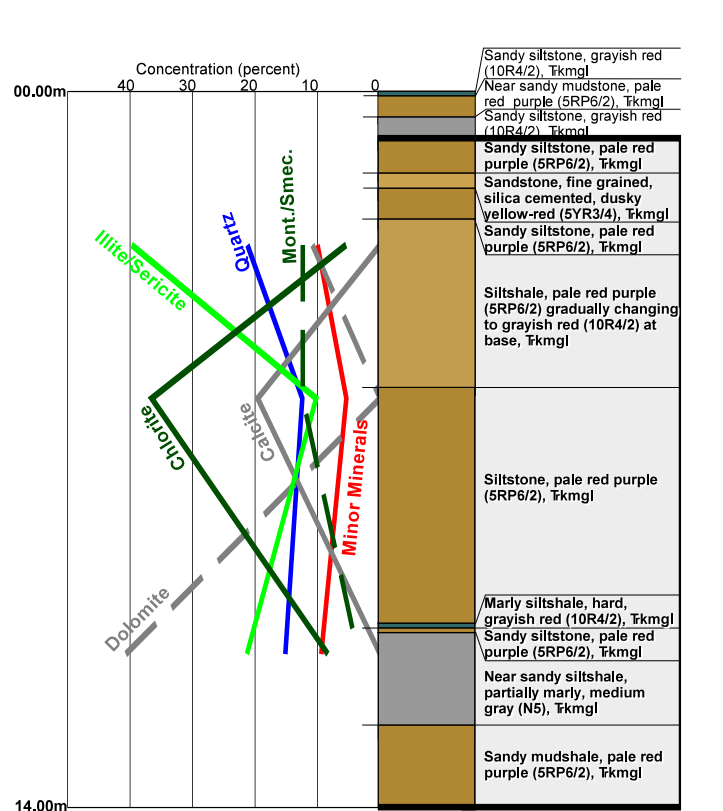 Sandy siltstone, grayish red
(10R4/2), Trkmgl
Concentration (percent)
40 30 20 10 0
00.00m
Near sandy mudstone, pale
red purple (5RP6/2), Trkmgl
Sandy siltstone, grayish red
(10R4/2), Trkmgl
Sandy siltstone, pale red
purple (5RP6/2), Trkmgl
Sandstone, fine grained,
silica cemented, dusky
yellow-red (5YR3/4), Trkmgl
Sandy siltstone, pale red
purple (5RP6/2), Trkmgl
Illite/Sericite
Quartz
Mont./Smec.
Siltshale, pale red purple
(5RP6/2) gradually changing
to grayish red (10R4/2) at
base, Trkmgl
Chlorite
Calcite
Minor Minerals
Siltstone, pale red purple
(5RP6/2), Trkmgl
Dolomite
Marly siltshale, hard,
grayish red (10R4/2), Trkmgl
Sandy siltstone, pale red
purple (5RP6/2), Trkmgl
Near sandy siltshale,
partially marly, medium
gray (N5), Trkmgl
Sandy mudshale, pale red
purple (5RP6/2), Trkmgl
14.00m